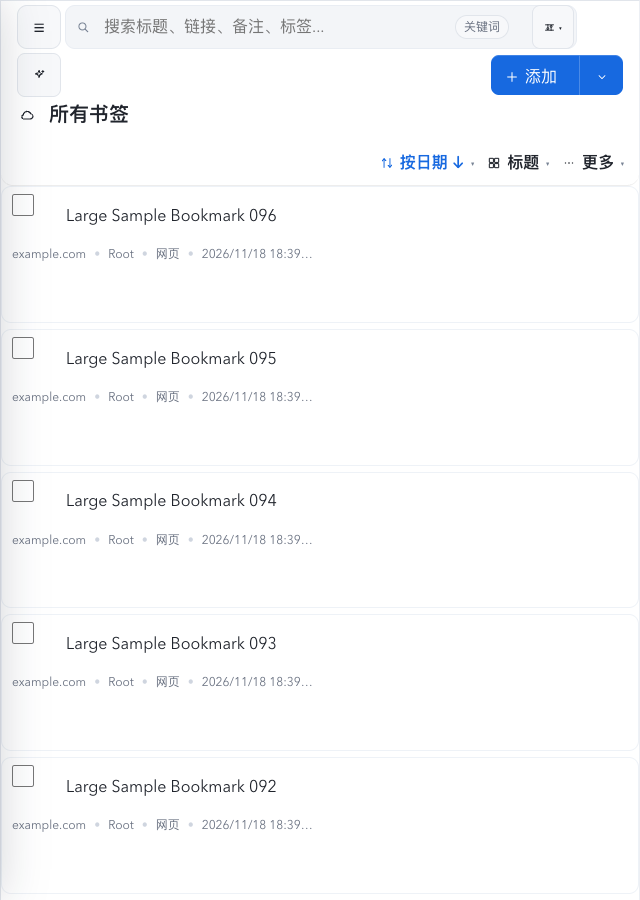 搜索标题、链接、备注、标签...
关键词
添加
所有书签
按日期 标题 更多
Large Sample Bookmark 096
example.com • Root • 网页 • 2026/11/18 18:39...
Large Sample Bookmark 095
example.com • Root • 网页 • 2026/11/18 18:39...
Large Sample Bookmark 094
example.com • Root • 网页 • 2026/11/18 18:39...
Large Sample Bookmark 093
example.com • Root • 网页 • 2026/11/18 18:39...
Large Sample Bookmark 092
example.com • Root • 网页 • 2026/11/18 18:39...